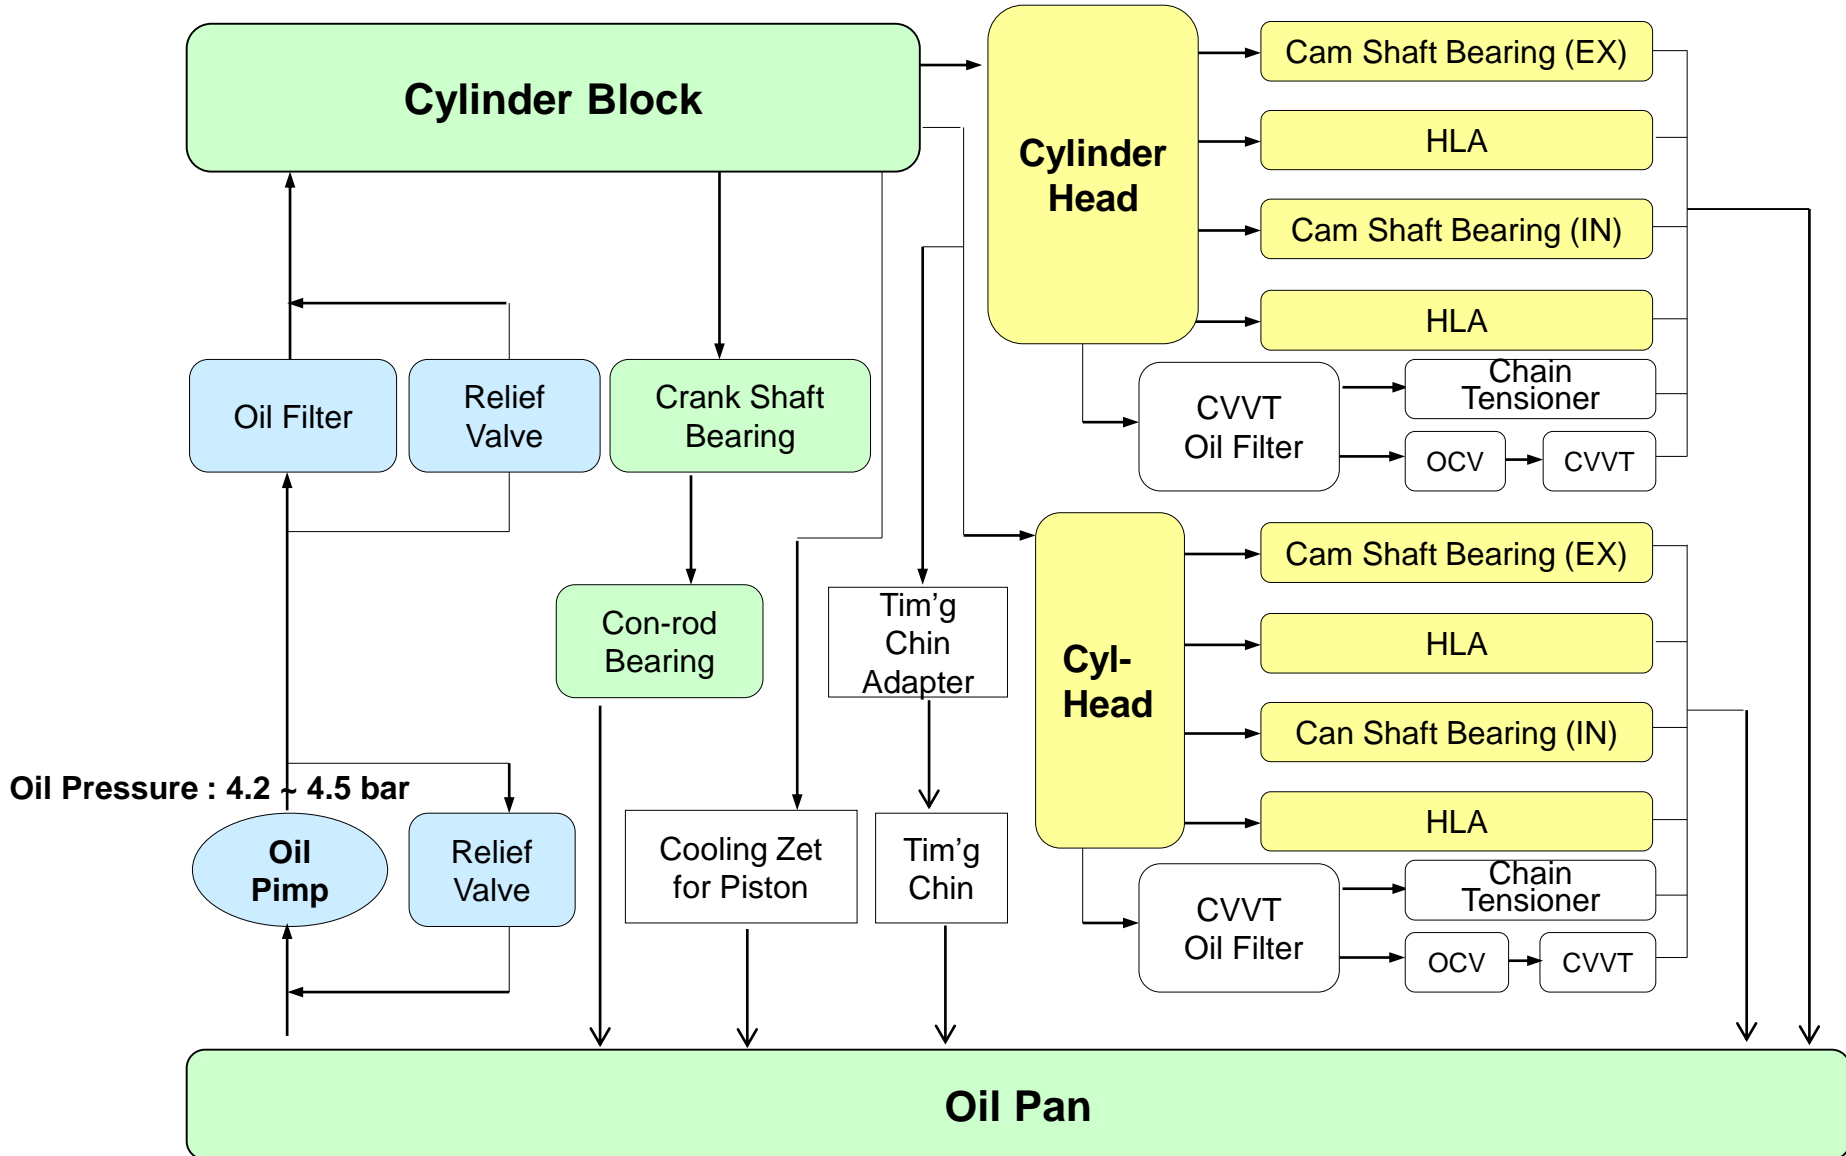 Cylinder Block
Cylinder
Head
Cam Shaft Bearing (EX)
HLA
Cam Shaft Bearing (IN)
HLA
Chain
Tensioner
CVVT
Oil Filter
OCV
CVVT
Oil Filter
Relief
Valve
Crank Shaft
Bearing
Con-rod
Bearing
Tim’g
Chin
Adapter
Cyl-
Head
Cam Shaft Bearing (EX)
HLA
Can Shaft Bearing (IN)
HLA
Chain
Tensioner
CVVT
Oil Filter
OCV
CVVT
Oil Pressure : 4.2 ~ 4.5 bar
Oil
Pimp
Relief
Valve
Cooling Zet
for Piston
Tim’g
Chin
Oil Pan